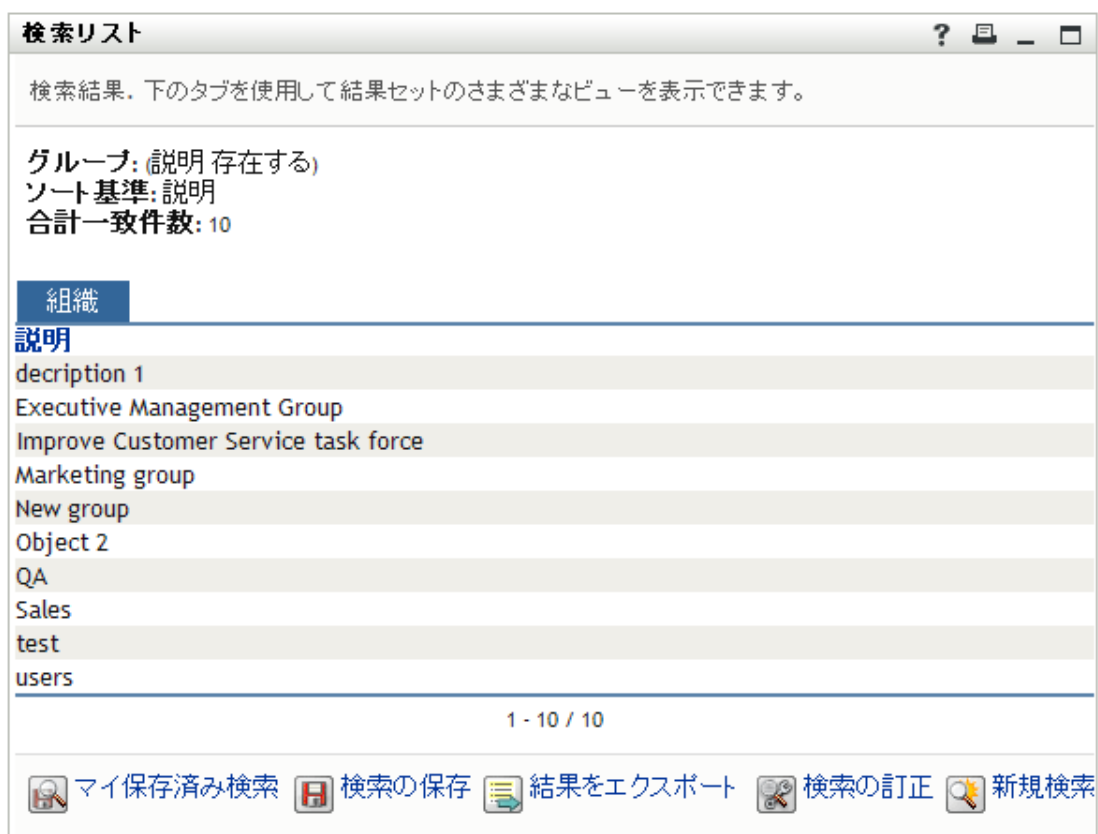 検索リスト ?
検索結果. 下のタブを使用して結果セットのさまざまなビューを表示できます。
グループ: (説明 存在する)
ソート基準: 説明
合計一致件数: 10
組織
説明
decription 1
Executive Management Group
Improve Customer Service task force
Marketing group
New group
Object 2
QA
Sales
test
users
1 - 10 / 10
マイ保存済み検索 検索の保存 結果をエクスポート 検索の訂正 新規検索